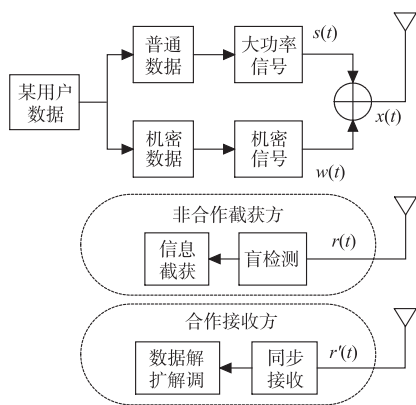 普通
数据
大功率
信号
s(t)
某用户
数据
x(t)
机密
数据
机密
信号
w(t)
非合作截获方
信息
截获
盲检测
r(t)
合作接收方
数据解
扩解调
同步
接收
r′(t)